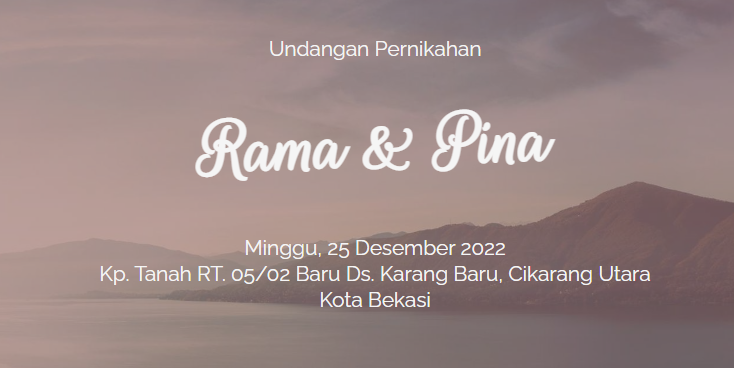 Undangan Pernikahan
Rama & Pina
Minggu, 25 Desember 2022
Kp. Tanah RT. 05/02 Baru Ds. Karang Baru, Cikarang Utara
Kota Bekasi